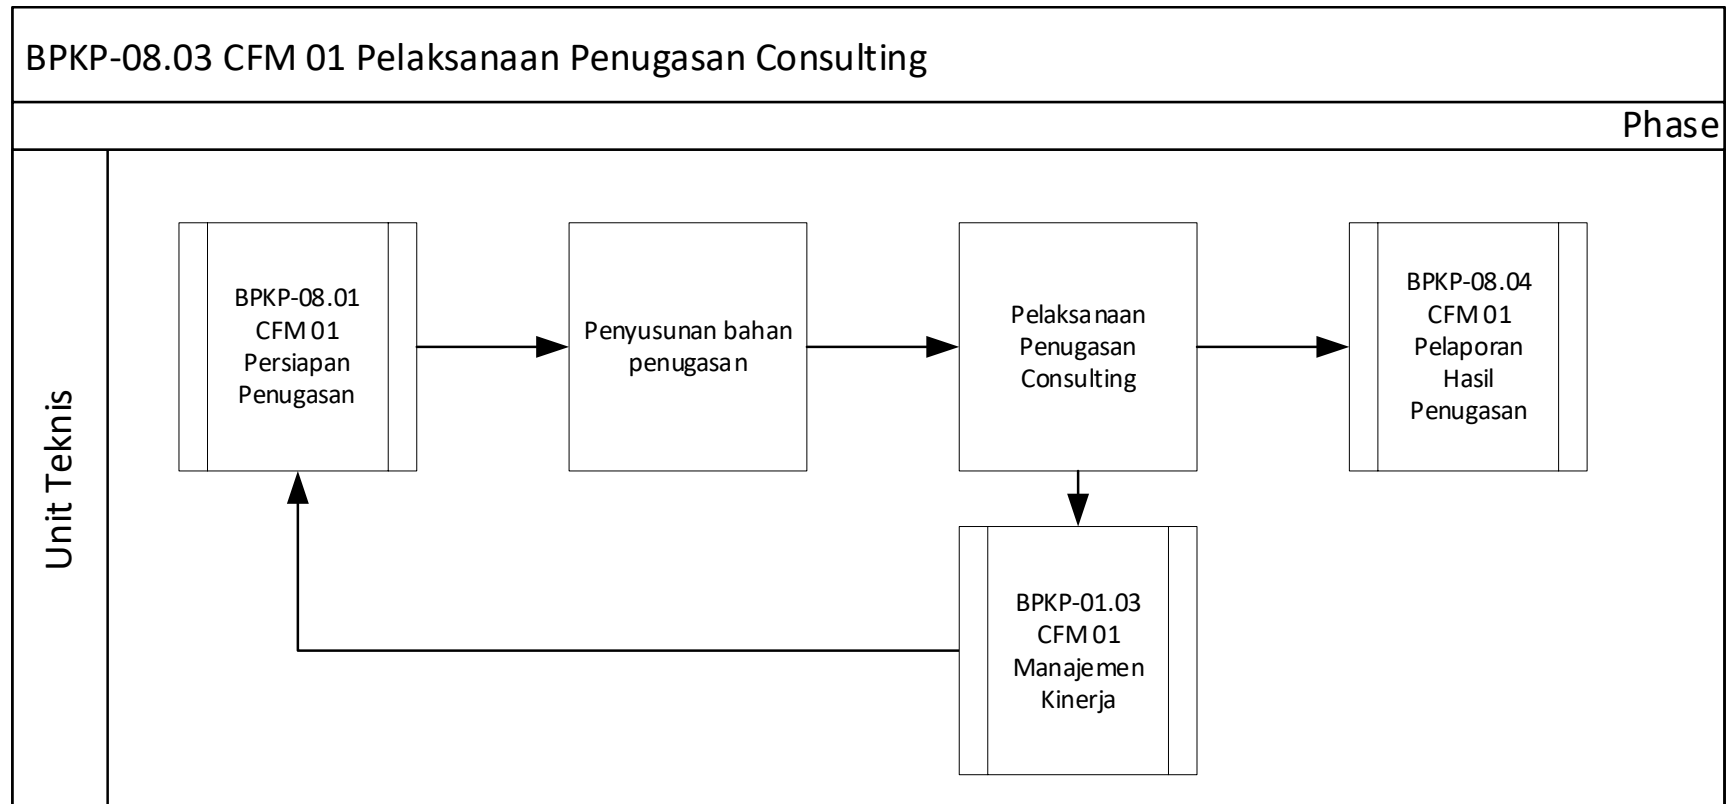 BPKP-08.03 CFM 01 Pelaksanaan Penugasan Consulting
Phase
Unit Teknis
BPKP-08.01
CFM 01
Persiapan
Penugasan
Penyusunan bahan
penugasan
Pelaksanaan
Penugasan
Consulting
BPKP-08.04
CFM 01
Pelaporan
Hasil
Penugasan
BPKP-01.03
CFM 01
Manajemen
Kinerja